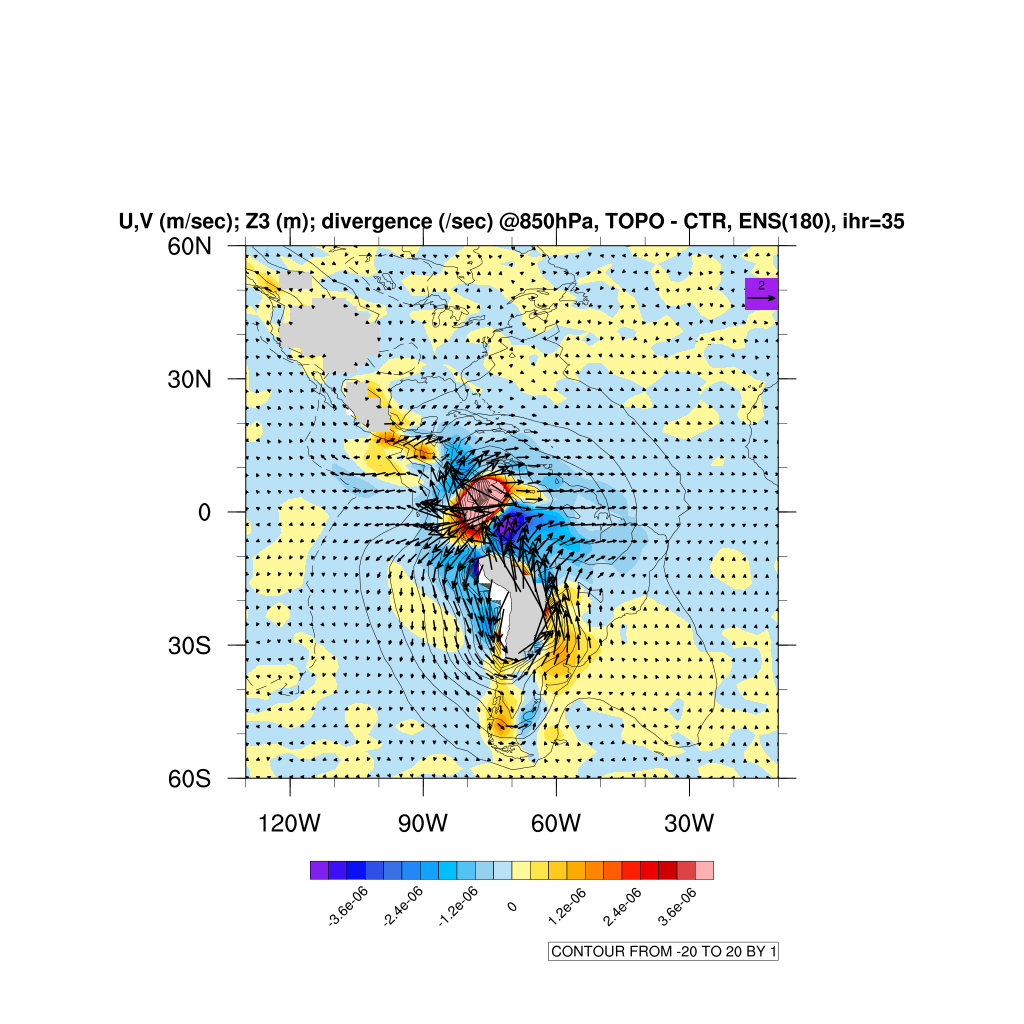 U,V (m/sec); Z3 (m); divergence (/sec) @850hPa, TOPO - CTR, ENS(180), ihr=35
60N
2
30N
0
30S
60S
120W 90W 60W 30W
-3.6e-06 -2.4e-06 -1.2e-06 0 1.2e-06 2.4e-06 3.6e-06
CONTOUR FROM -20 TO 20 BY 1